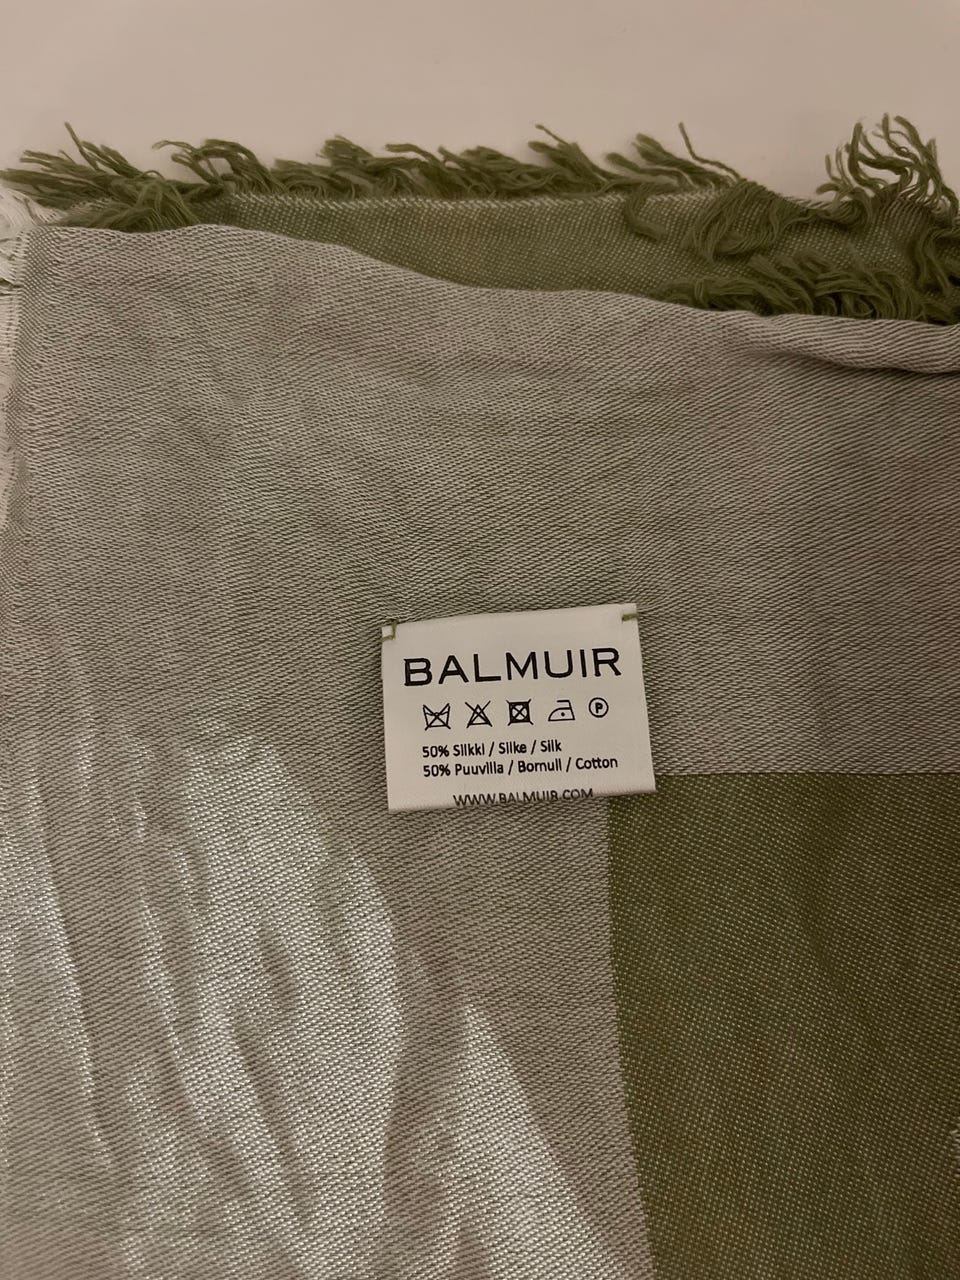 BALMUIR
P
50% Silkki / Silke / Silk
50% Puuvilla / Bomull / Cotton
WWW.BALMUIR.COM